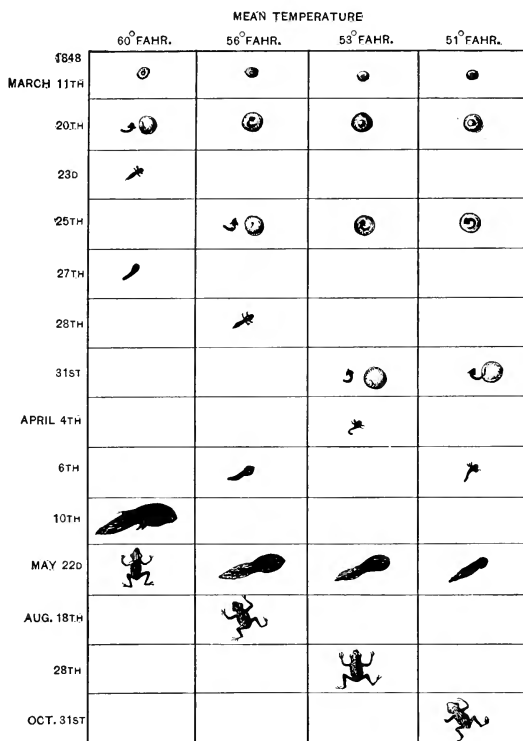 MEAN TEMPERATURE
60°FAHR. 56°FAHR. 53°FAHR. 51°FAHR.
1848
MARCH 11TH
20TH
23D
25TH
27TH
28TH
31ST
APRIL 4TH
6TH
10TH
MAY 22D
AUG. 18TH
28TH
OCT. 31ST